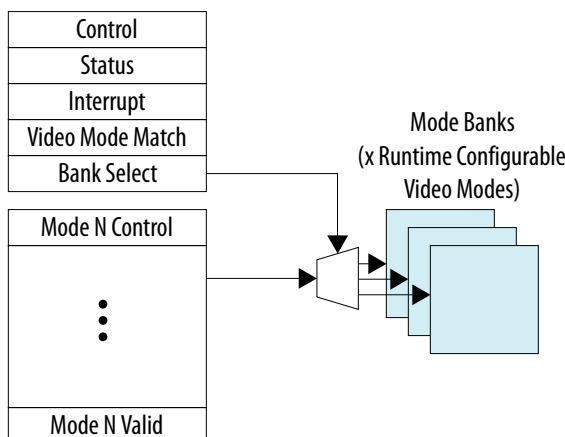 Control
Status
Interrupt
Video Mode Match
Bank Select
Mode N Control
Mode N Valid
Mode Banks
(x Runtime Configurable
Video Modes)